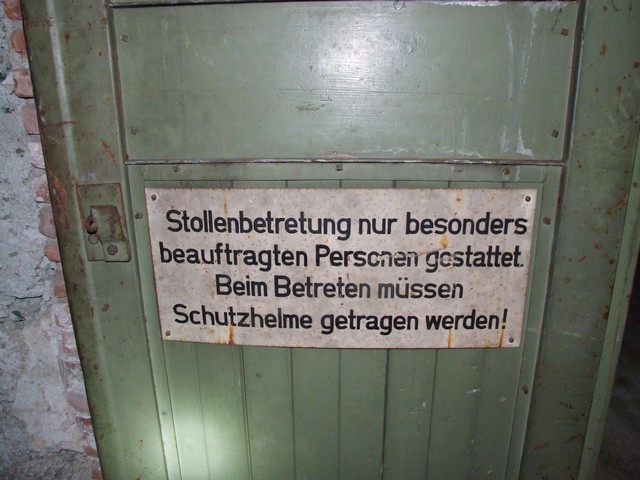 Stollenbetretung nur besonders
beauftragten Personen gestattet.
Beim Betreten müssen
Schutzhelme getragen werden!